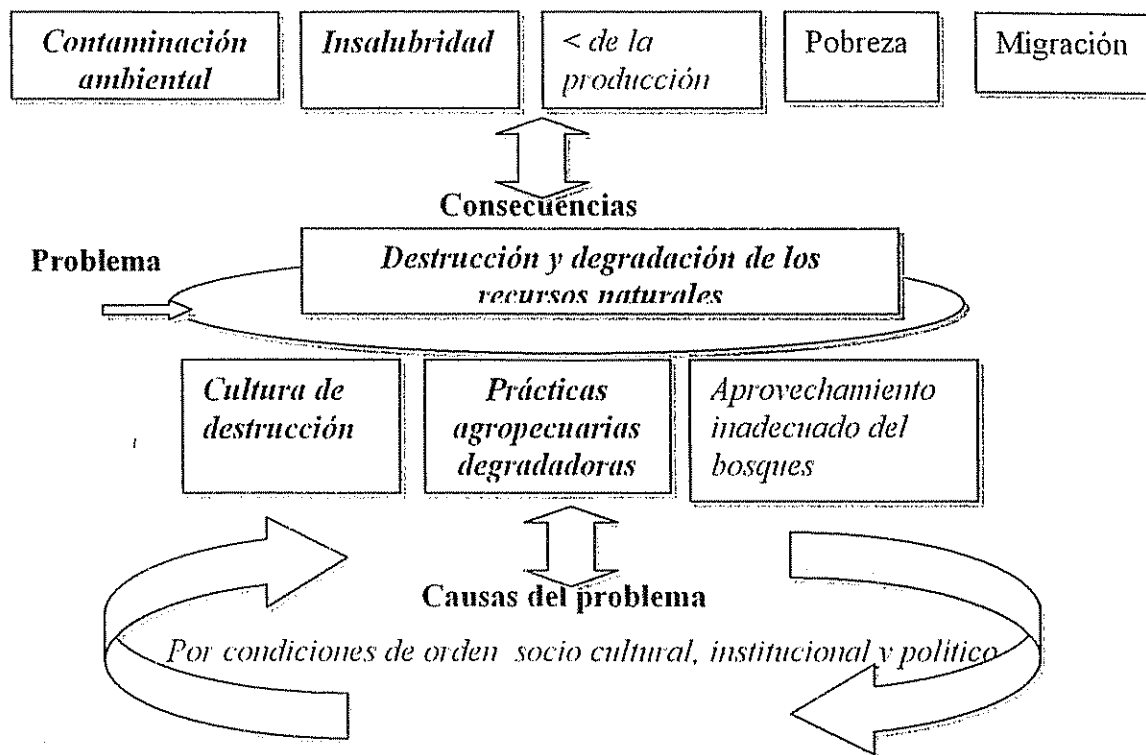 Contaminación
ambiental
Insalubridad
< de la
producción
Pobreza
Migración
Consecuencias
Problema
Destrucción y degradación de los
recursos naturales
Cultura de
destrucción
Prácticas
agropecuarias
degradadoras
Aprovechamiento
inadecuado del
bosques
Causas del problema
Por condiciones de orden socio cultural, institucional y político